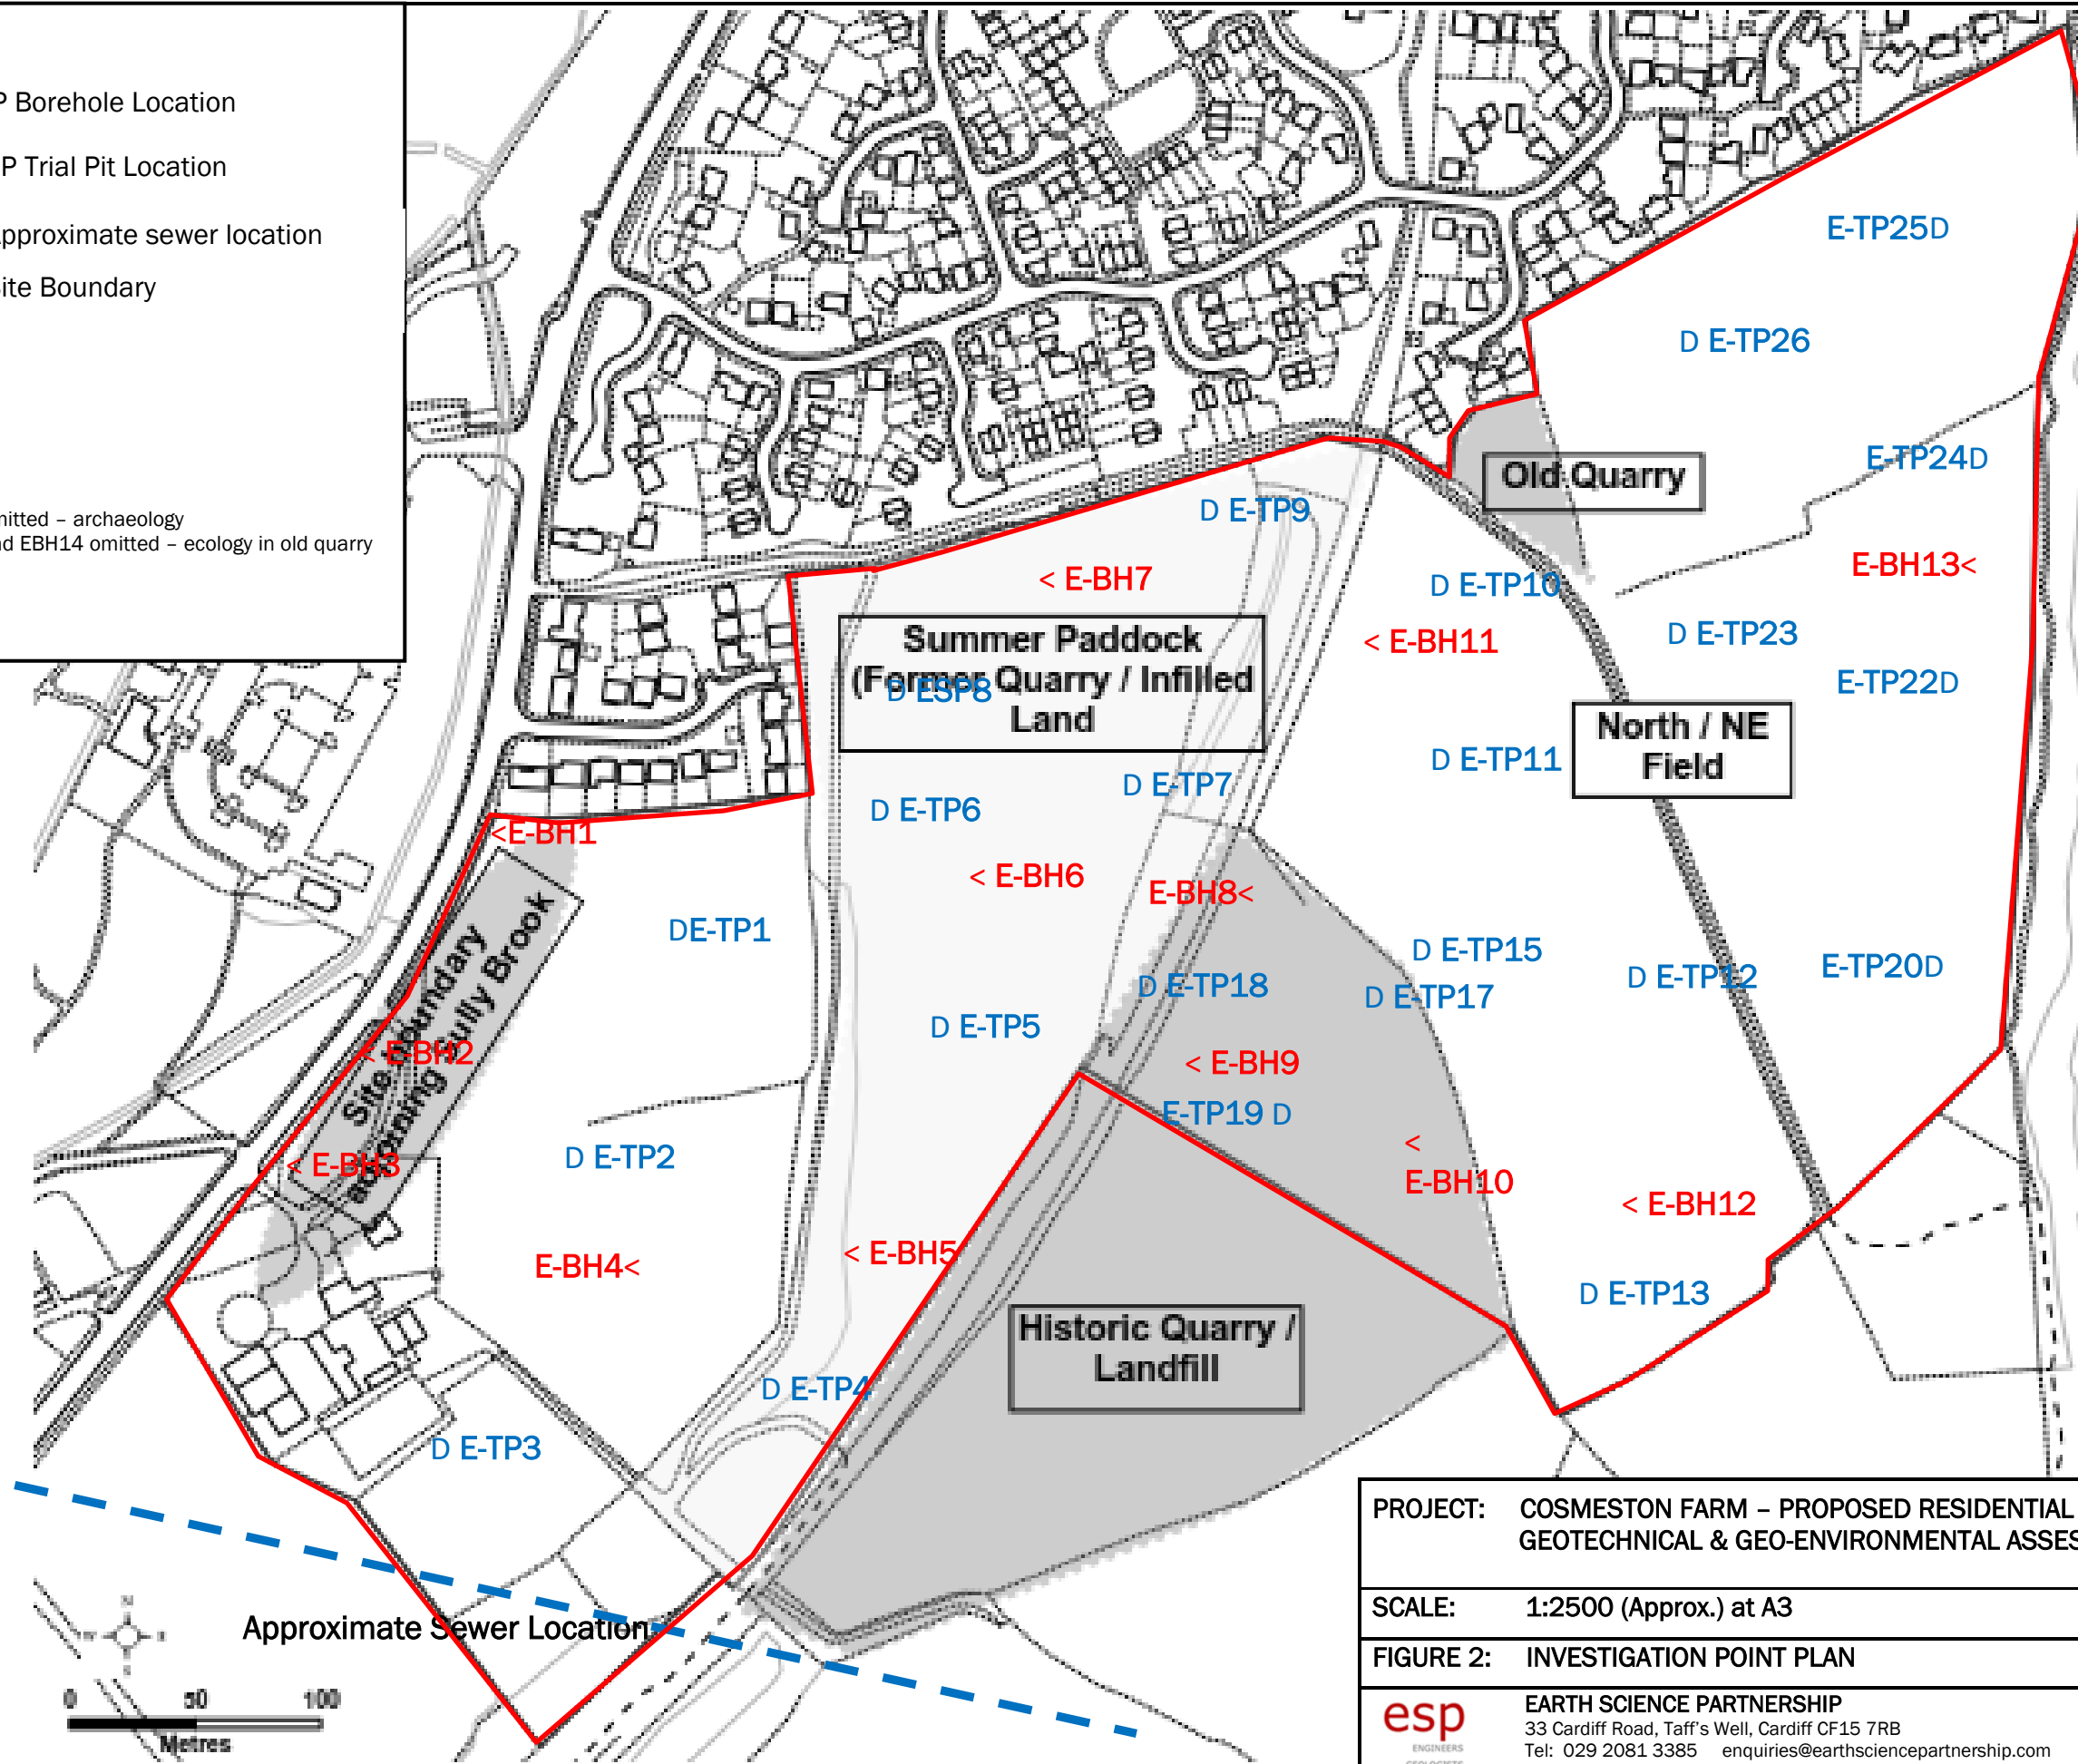 P Borehole Location
P Trial Pit Location
pproximate sewer location
ite Boundary
mitted – archaeology
nd EBH14 omitted – ecology in old quarry
E-TP25D
D E-TP26
E-TP24D
Old Quarry
D E-TP9
E-BH13<
< E-BH7
D E-TP10
D E-TP23
< E-BH11
Summer Paddock
(Former Quarry / Infilled
Land
D ESP8
E-TP22D
North / NE
Field
D E-TP11
D E-TP7
D E-TP6
<E-BH1
< E-BH6
E-BH8<
DE-TP1
D E-TP15
E-TP20D
D E-TP12
D E-TP18
D E-TP17
D E-TP5
Site Boundary
adjoining Sully Brook
< E-BH2
< E-BH9
E-TP19 D
<
E-BH10
D E-TP2
< E-BH3
< E-BH12
< E-BH5
E-BH4<
D E-TP13
Historic Quarry /
Landfill
D E-TP4
D E-TP3
Approximate Sewer Location
N
W E
S
0 50 100
Metres
PROJECT: COSMESTON FARM – PROPOSED RESIDENTIAL
GEOTECHNICAL & GEO-ENVIRONMENTAL ASSES
SCALE: 1:2500 (Approx.) at A3
FIGURE 2: INVESTIGATION POINT PLAN
esp
ENGINEERS
GEOLOGISTS
EARTH SCIENCE PARTNERSHIP
33 Cardiff Road, Taff's Well, Cardiff CF15 7RB
Tel: 029 2081 3385 enquiries@earthsciencepartnership.com